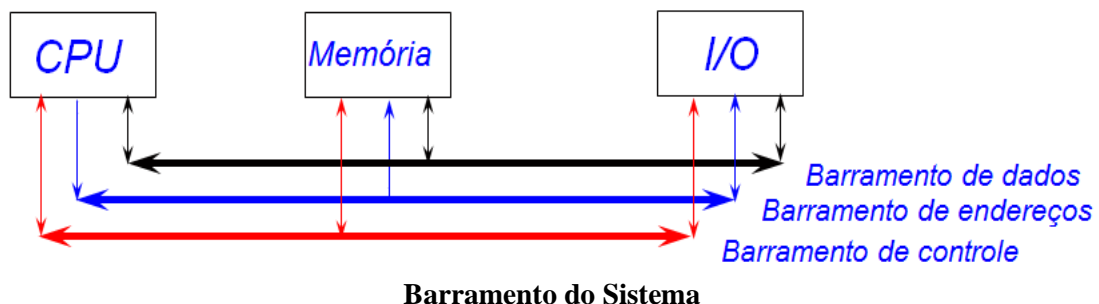 CPU
Memória
I/O
Barramento de dados
Barramento de endereços
Barramento de controle
Barramento do Sistema